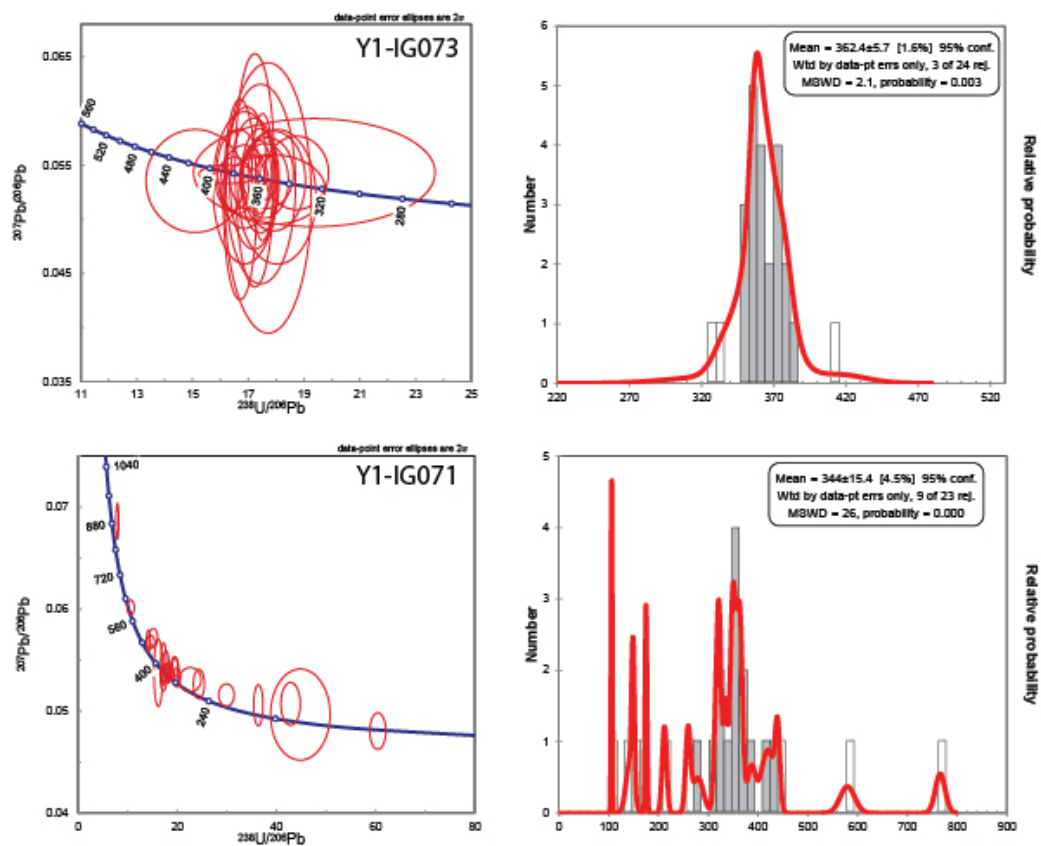 data-point error ellipses are 2σ
Y1-IG073
0.065
0.055
0.045
0.035
²⁰⁷Pb/²⁰⁶Pb
560
520
480
440
400
360
320
280
11 13 15 17 19 21 23 25
²³⁸U/²⁰⁶Pb
Mean = 362.4±5.7 [1.6%] 95% conf.
Wtd by data-pt errs only, 3 of 24 rej.
MSWD = 2.1, probability = 0.003
6
5
4
3
2
1
0
Number
Relative probability
220 270 320 370 420 470 520
data-point error ellipses are 2σ
Y1-IG071
0.07
0.06
0.05
0.04
²⁰⁷Pb/²⁰⁶Pb
1040
880
720
560
400
240
0 20 40 60 80
²³⁸U/²⁰⁶Pb
Mean = 344±15.4 [4.5%] 95% conf.
Wtd by data-pt errs only, 9 of 23 rej.
MSWD = 26, probability = 0.000
5
4
3
2
1
0
Number
Relative probability
0 100 200 300 400 500 600 700 800 900